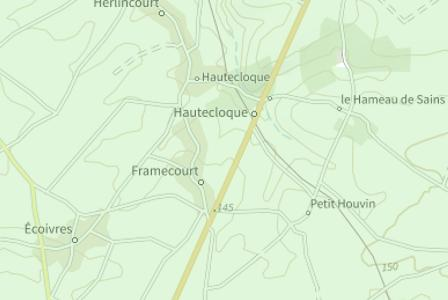 Herlincourt
Hautecloque
Hautecloque
le Hameau de Sains
Framecourt
Petit Houvin
145
Écoivres
150